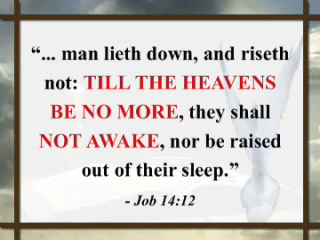 “... man lieth down, and riseth
not: TILL THE HEAVENS
BE NO MORE, they shall
NOT AWAKE, nor be raised
out of their sleep.”
- Job 14:12